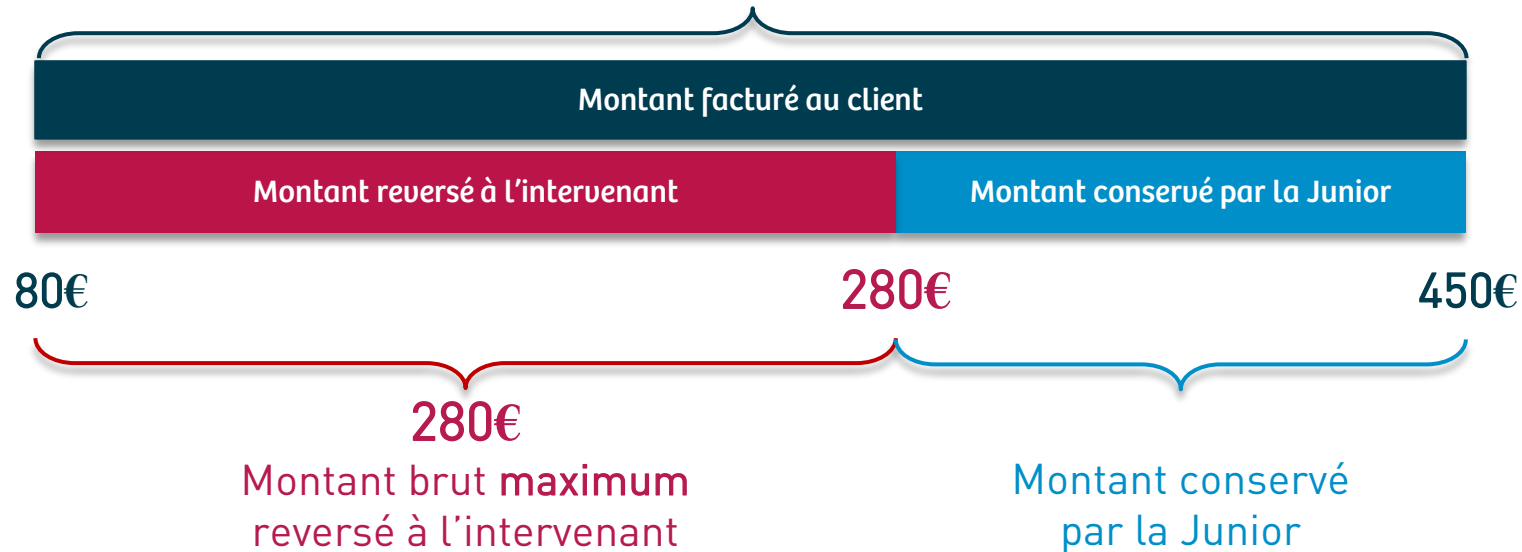 Montant facturé au client
Montant reversé à l'intervenant
Montant conservé par la Junior
80€
280€
450€
280€
Montant brut maximum
reversé à l'intervenant
Montant conservé
par la Junior